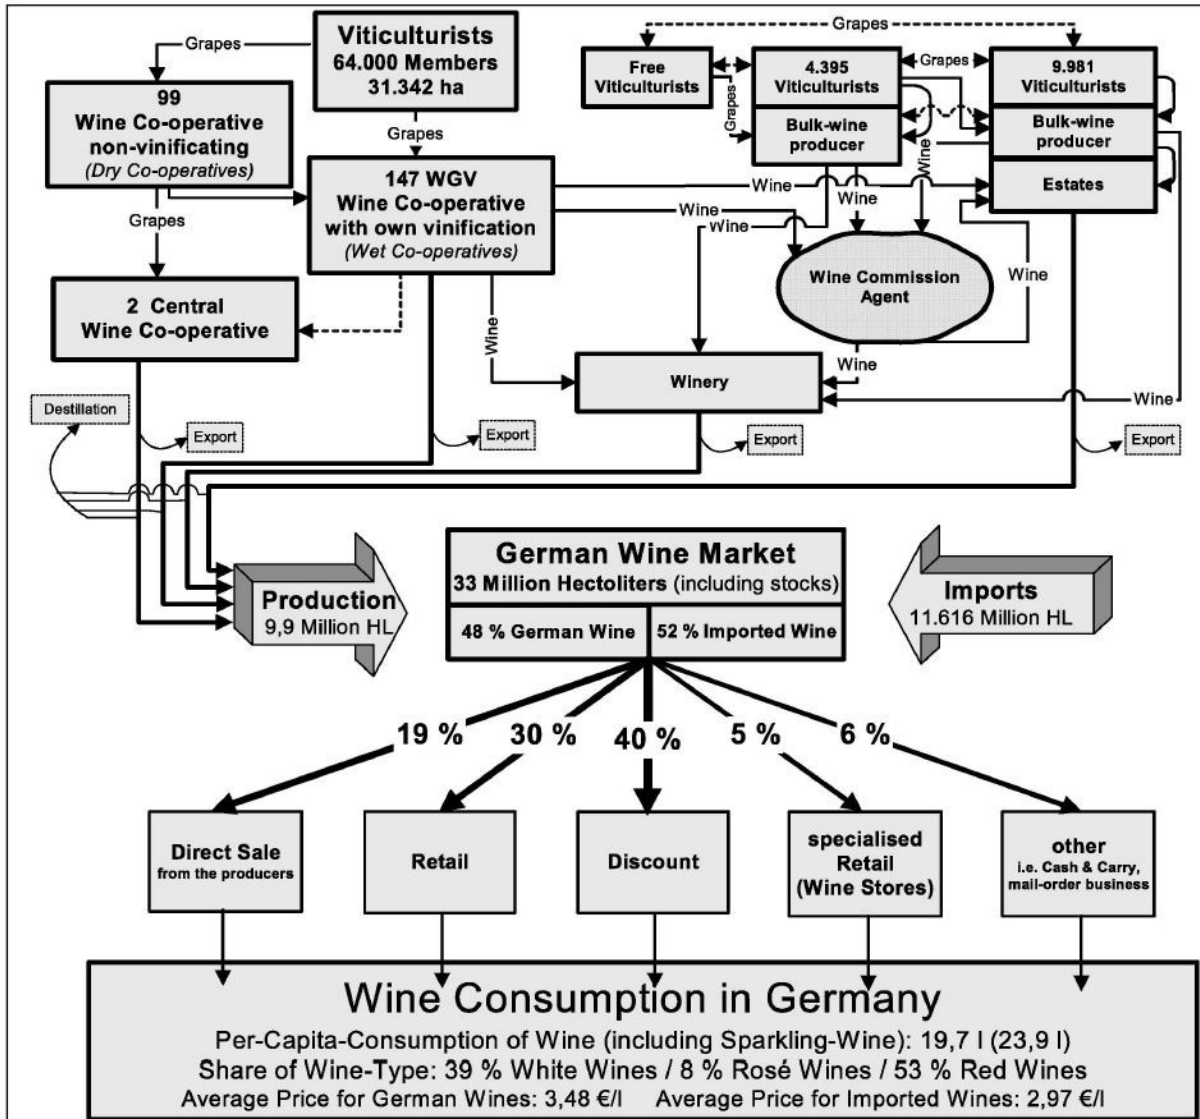 Viticulturists
64.000 Members
31.342 ha
Grapes
Grapes
99
Wine Co-operative
non-vinificating
(Dry Co-operatives)
Grapes
147 WGV
Wine Co-operative
with own vinification
(Wet Co-operatives)
2 Central
Wine Co-operative
Grapes
Free
Viticulturists
Grapes
4.395
Viticulturists
Bulk-wine
producer
Grapes
9.981
Viticulturists
Bulk-wine
producer
Estates
Wine
Wine
Wine
Wine
Wine
Wine
Wine Commission
Agent
Wine
Wine
Wine
Winery
Wine
Destillation
Export
Export
Export
Export
German Wine Market
33 Million Hectoliters (including stocks)
48 % German Wine
52 % Imported Wine
Production
9,9 Million HL
Imports
11.616 Million HL
19 %
30 %
40 %
5 %
6 %
Direct Sale
from the producers
Retail
Discount
specialised
Retail
(Wine Stores)
other
i.e. Cash & Carry,
mail-order business
Wine Consumption in Germany
Per-Capita-Consumption of Wine (including Sparkling-Wine): 19,7 l (23,9 l)
Share of Wine-Type: 39 % White Wines / 8 % Rosé Wines / 53 % Red Wines
Average Price for German Wines: 3,48 €/l Average Price for Imported Wines: 2,97 €/l